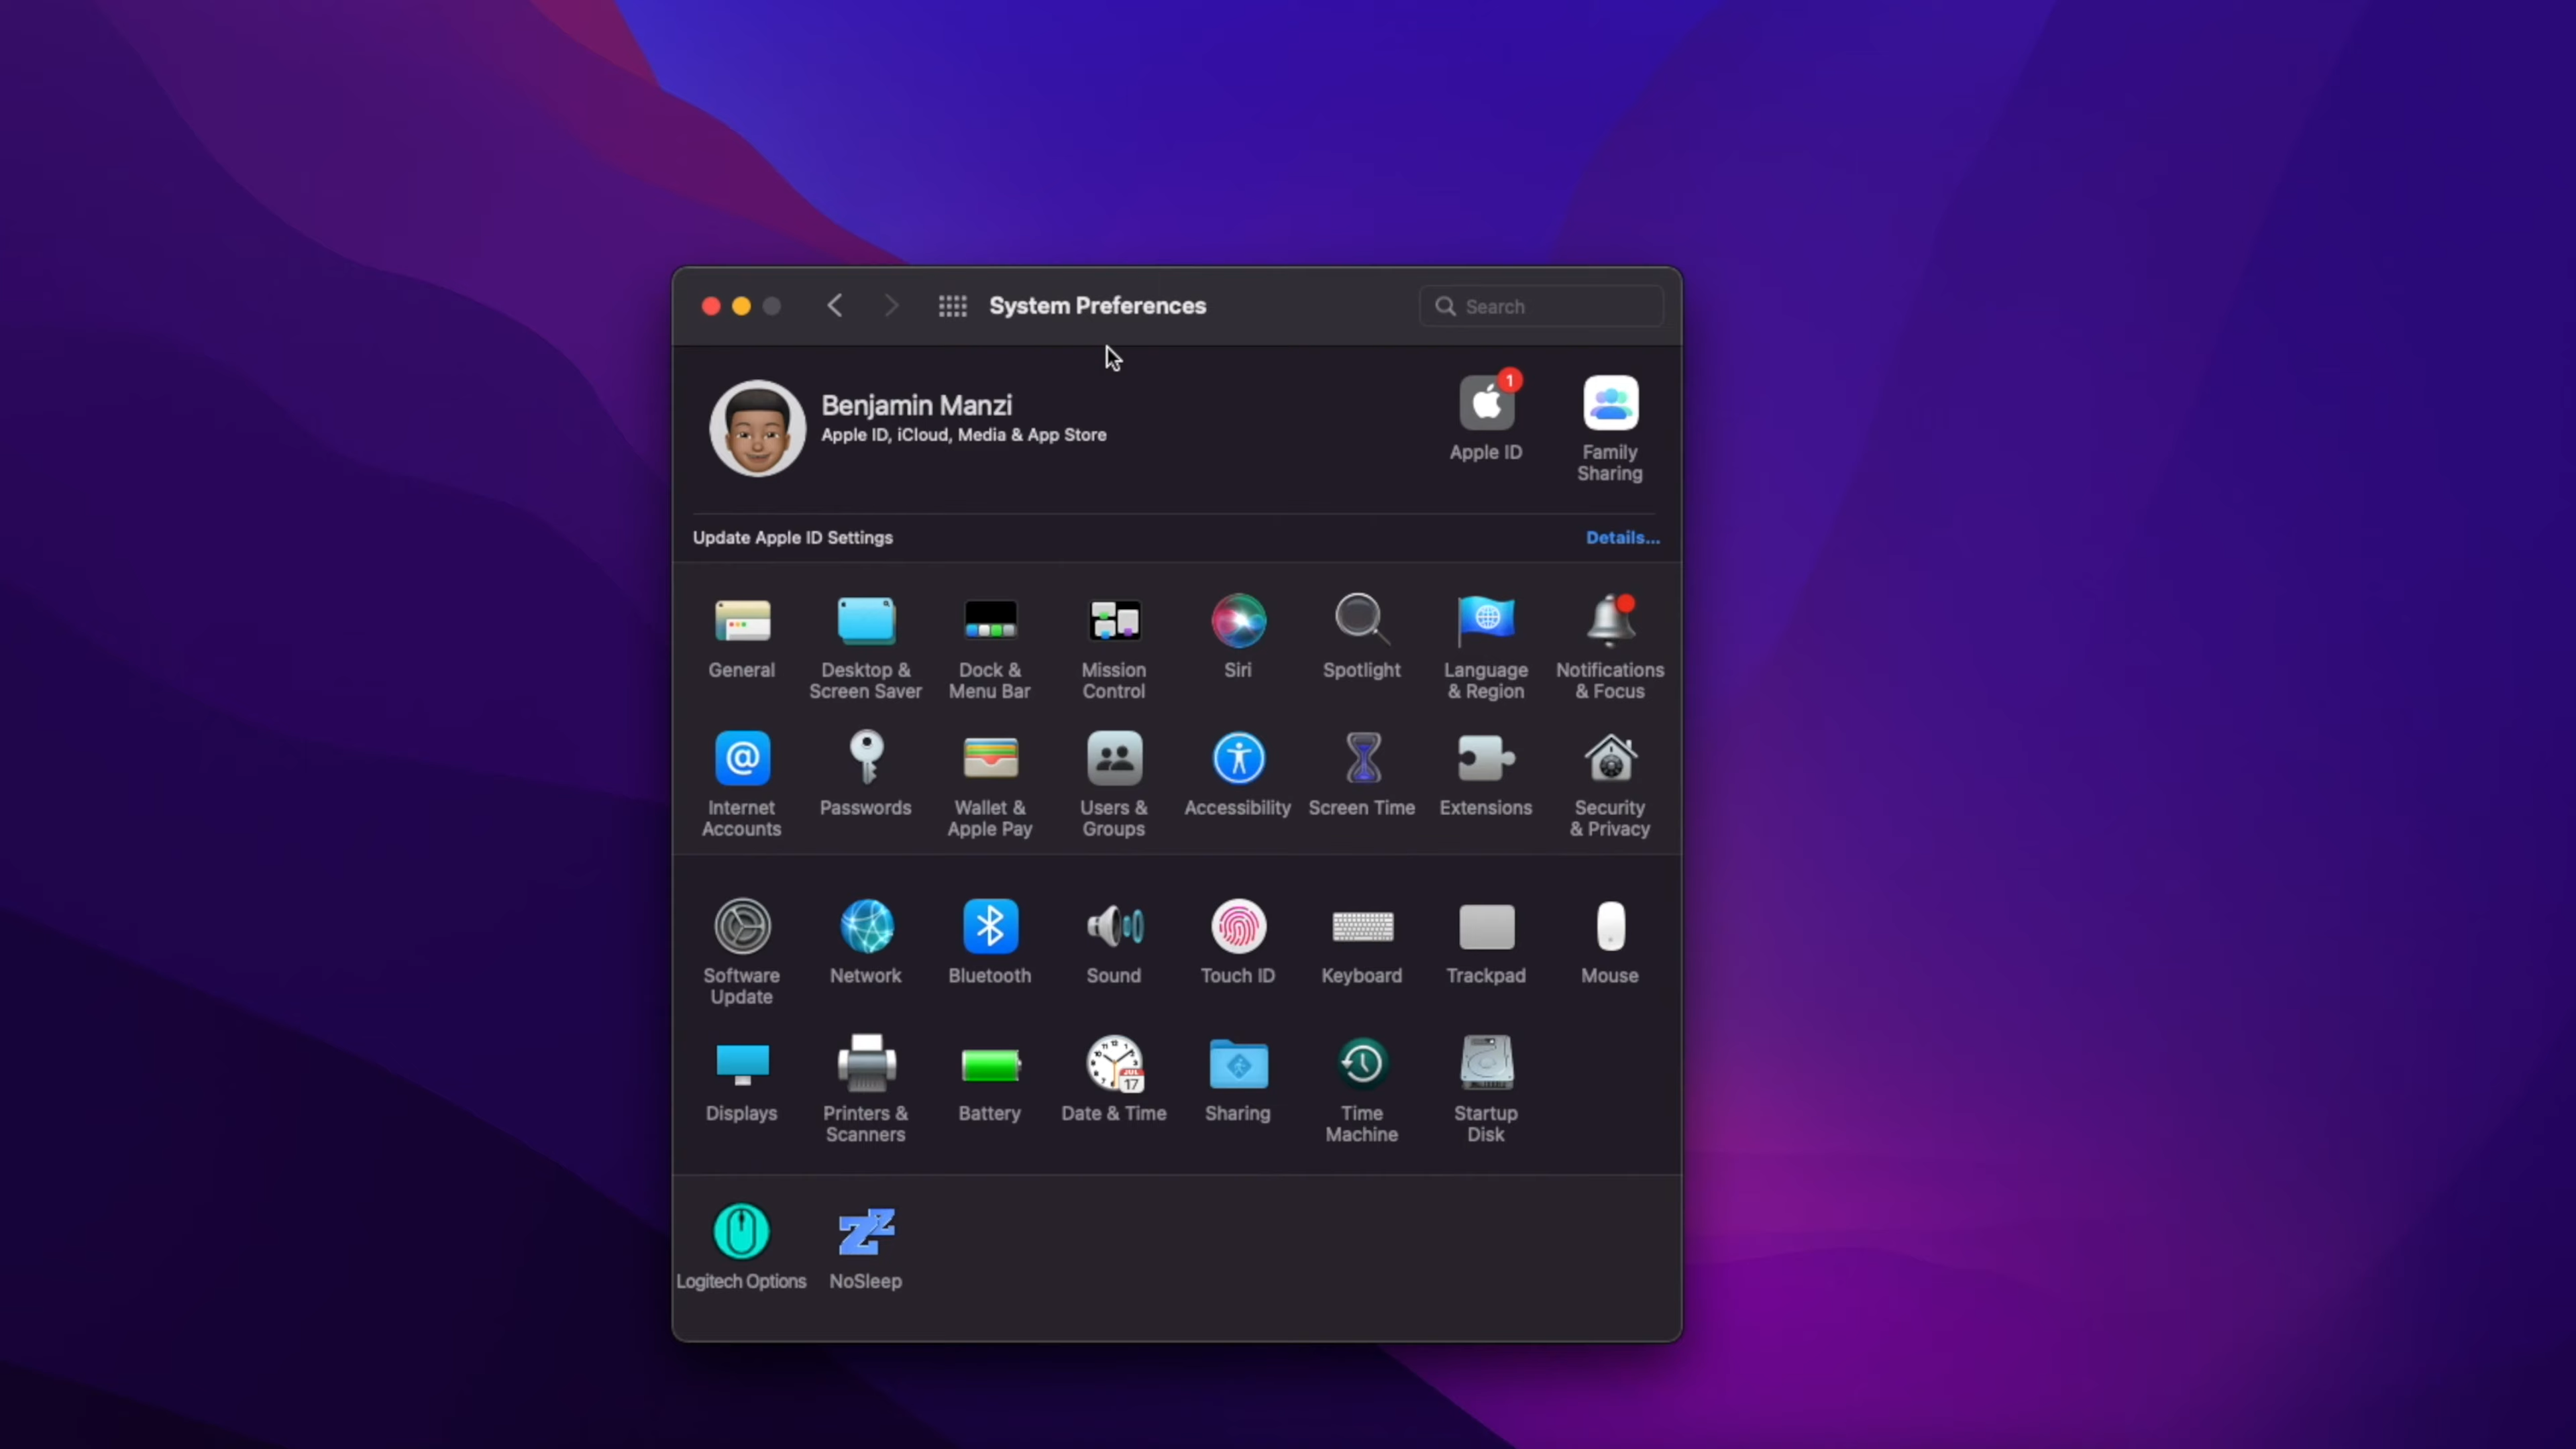 System Preferences
Search
Benjamin Manzi
Apple ID, iCloud, Media & App Store
1
Apple ID
Family
Sharing
Update Apple ID Settings
Details...
General
Desktop &
Screen Saver
Dock &
Menu Bar
Mission
Control
Siri
Spotlight
Language
& Region
Notifications
& Focus
@
Internet
Accounts
Passwords
Wallet &
Apple Pay
Users &
Groups
Accessibility
Screen Time
Extensions
Security
& Privacy
Software
Update
Network
Bluetooth
Sound
Touch ID
Keyboard
Trackpad
Mouse
Displays
Printers &
Scanners
Battery
JUL
17
Date & Time
Sharing
Time
Machine
Startup
Disk
Logitech Options
zz
NoSleep